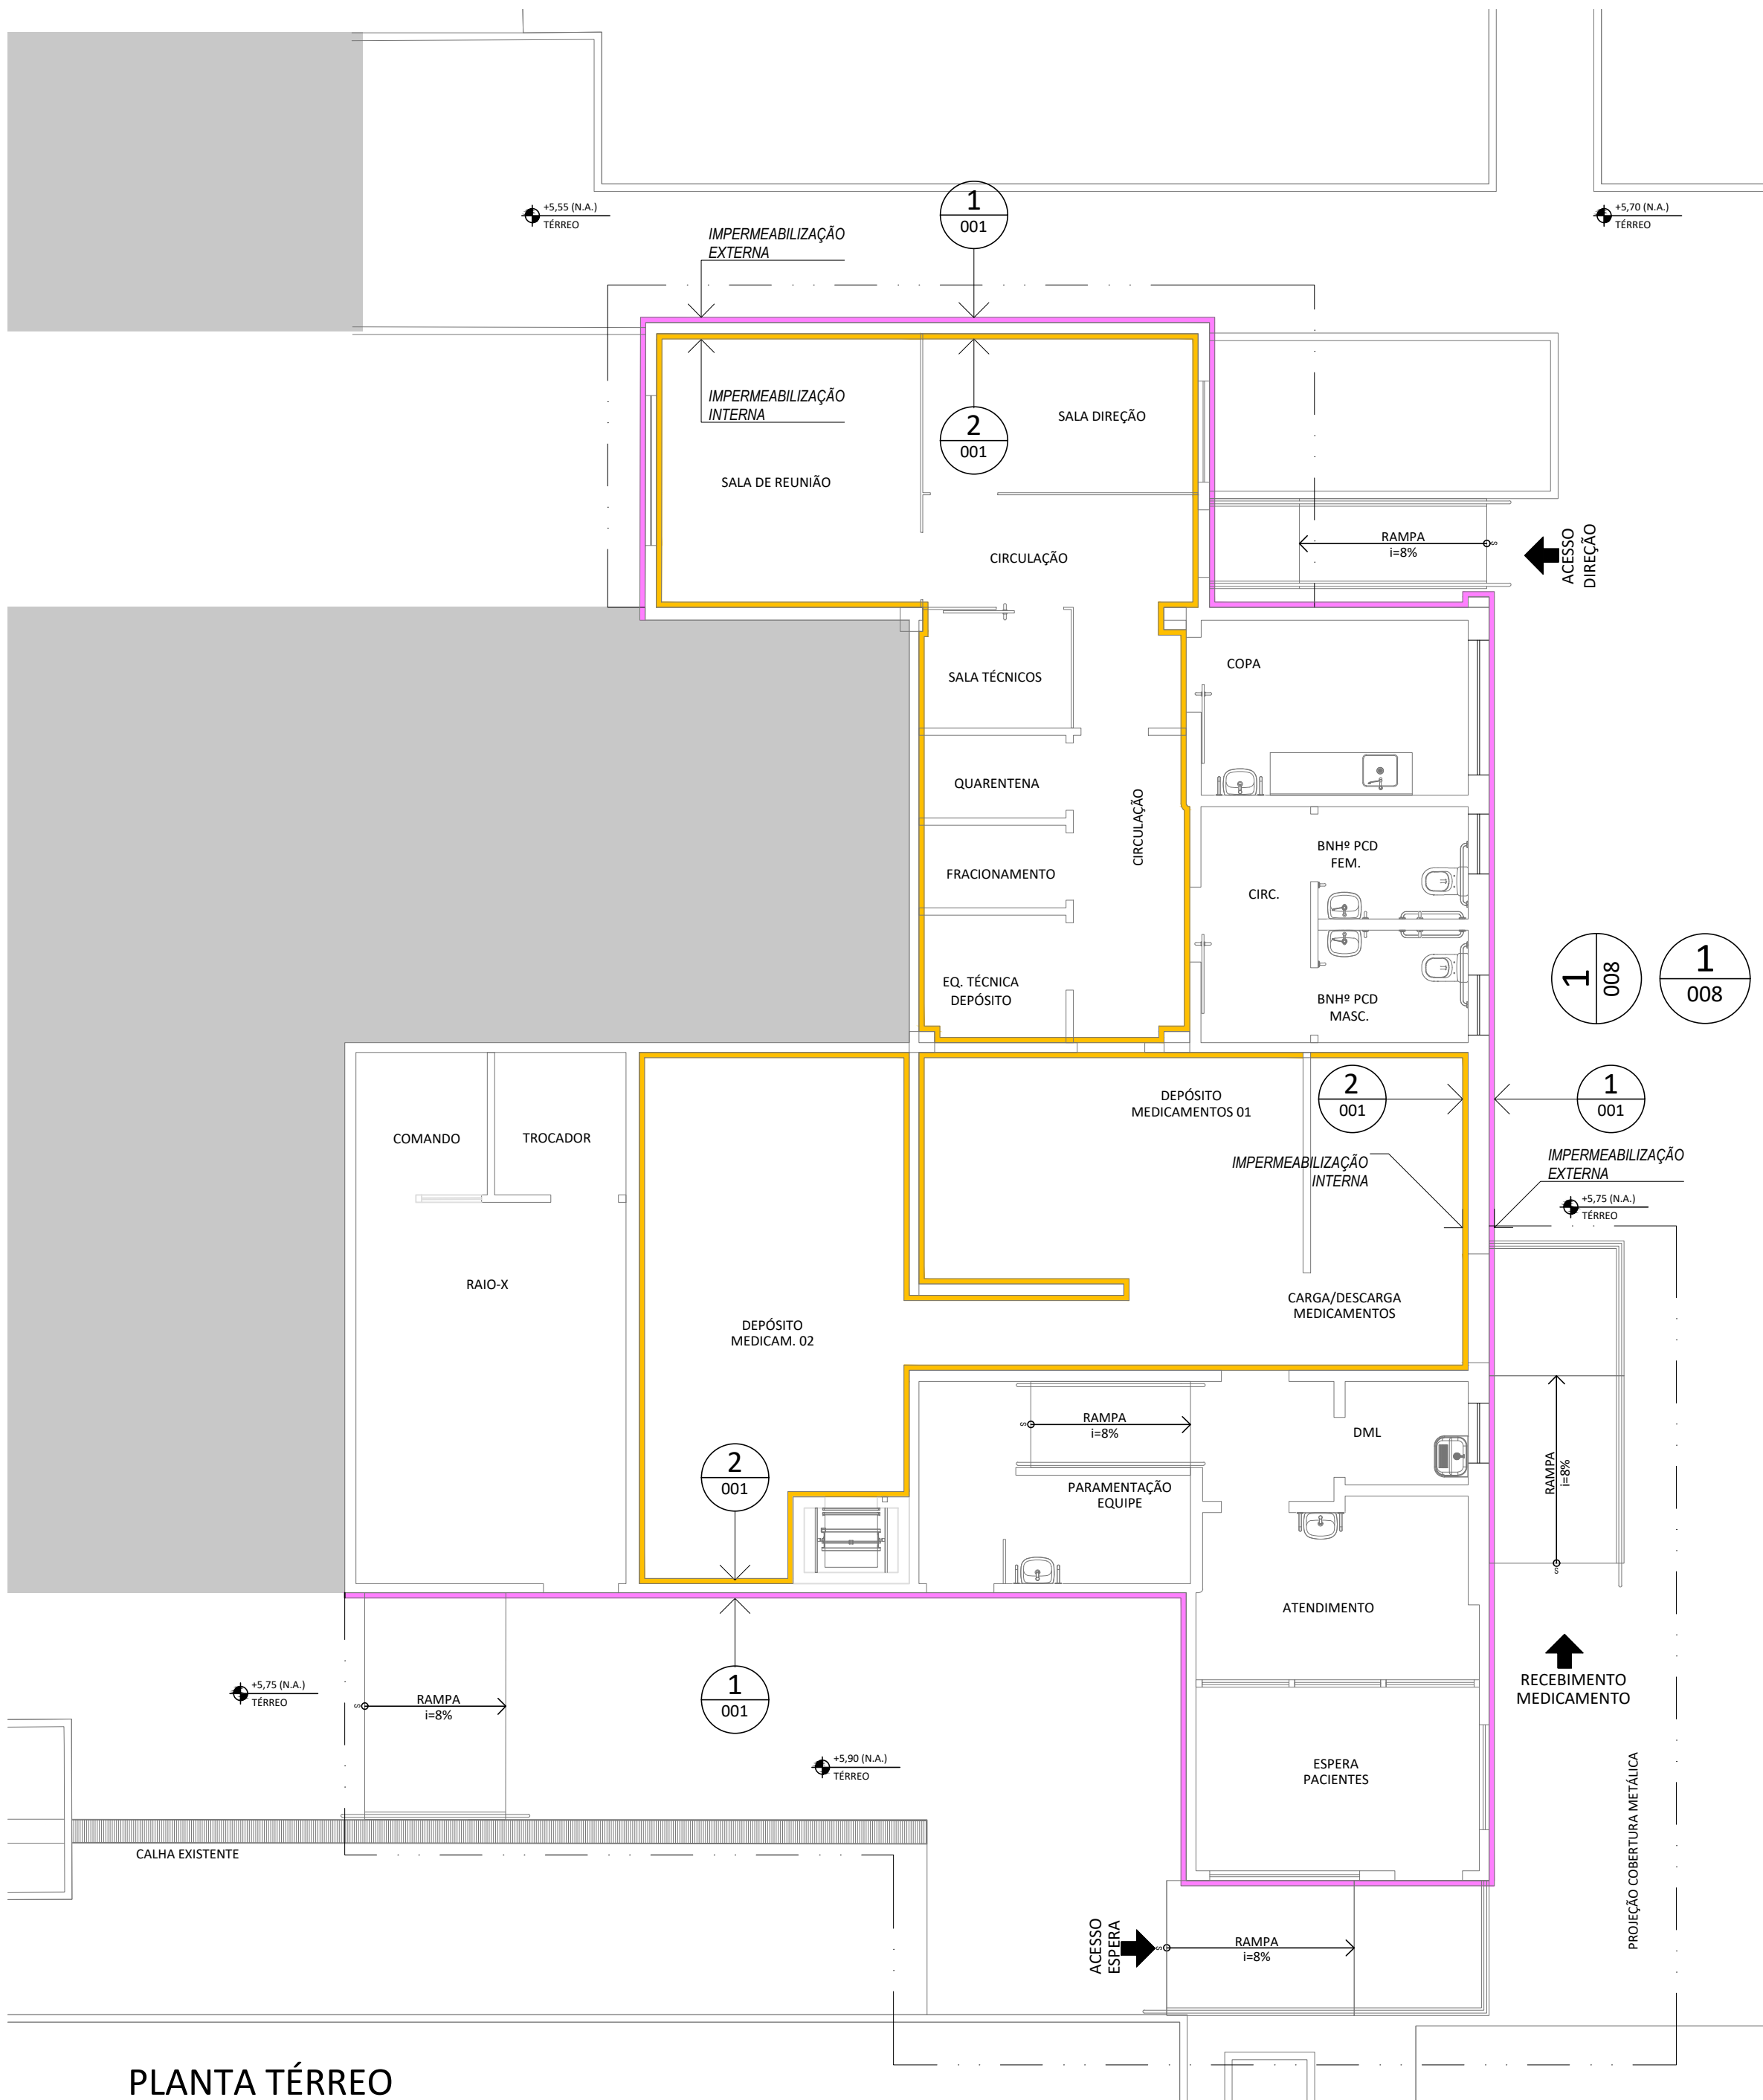 +5,55 (N.A.)
TÉRREO
1
001
+5,70 (N.A.)
TÉRREO
IMPERMEABILIZAÇÃO
EXTERNA
IMPERMEABILIZAÇÃO
INTERNA
2
001
SALA DIREÇÃO
SALA DE REUNIÃO
CIRCULAÇÃO
RAMPA
i=8%
S
ACESSO
DIREÇÃO
SALA TÉCNICOS
COPA
QUARENTENA
CIRCULAÇÃO
FRACIONAMENTO
BNHº PCD
FEM.
CIRC.
EQ. TÉCNICA
DEPÓSITO
BNHº PCD
MASC.
1
008
1
008
DEPÓSITO
MEDICAMENTOS 01
2
001
1
001
COMANDO
TROCADOR
IMPERMEABILIZAÇÃO
INTERNA
IMPERMEABILIZAÇÃO
EXTERNA
+5,75 (N.A.)
TÉRREO
RAIO-X
DEPÓSITO
MEDICAM. 02
CARGA/DESCARGA
MEDICAMENTOS
S
RAMPA
i=8%
DML
2
001
PARAMENTAÇÃO
EQUIPE
RAMPA
i=8%
S
ATENDIMENTO
RECEBIMENTO
MEDICAMENTO
+5,75 (N.A.)
TÉRREO
S
RAMPA
i=8%
1
001
+5,90 (N.A.)
TÉRREO
ESPERA
PACIENTES
PROJEÇÃO COBERTURA METÁLICA
CALHA EXISTENTE
ACESSO
ESPERA
S
RAMPA
i=8%
PLANTA TÉRREO